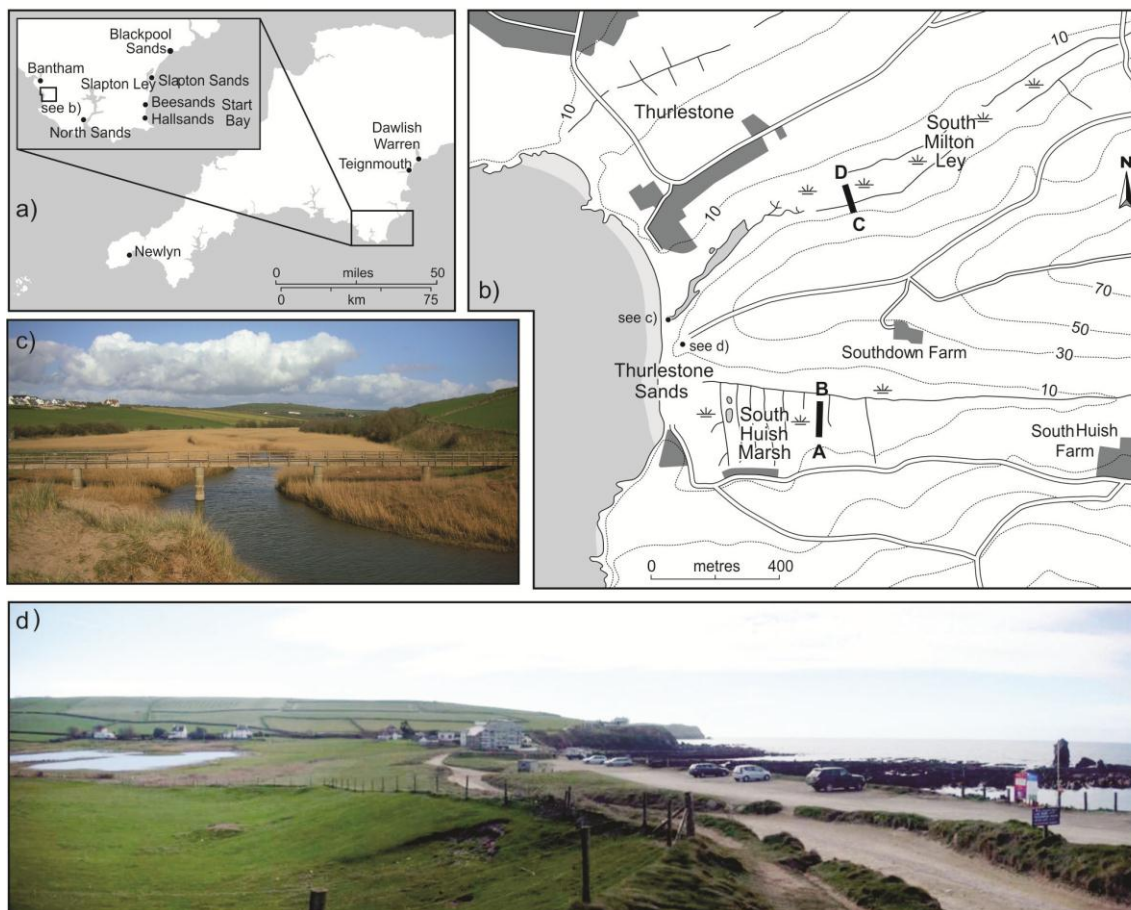 a)
Blackpool
Sands
Bantham
Slapton Ley
Slapton Sands
see b)
Beesands
Start
Bay
Hallsands
North Sands
Dawlish
Warren
Teignmouth
Newlyn
0 miles 50
0 km 75
b)
10
10
10
Thurlestone
10
South
Milton
Ley
N
D
C
70
50
30
10
see c)
see d)
Southdown Farm
Thurlestone
Sands
B
A
South
Huish
Marsh
South Huish
Farm
0 metres 400
c)
d)